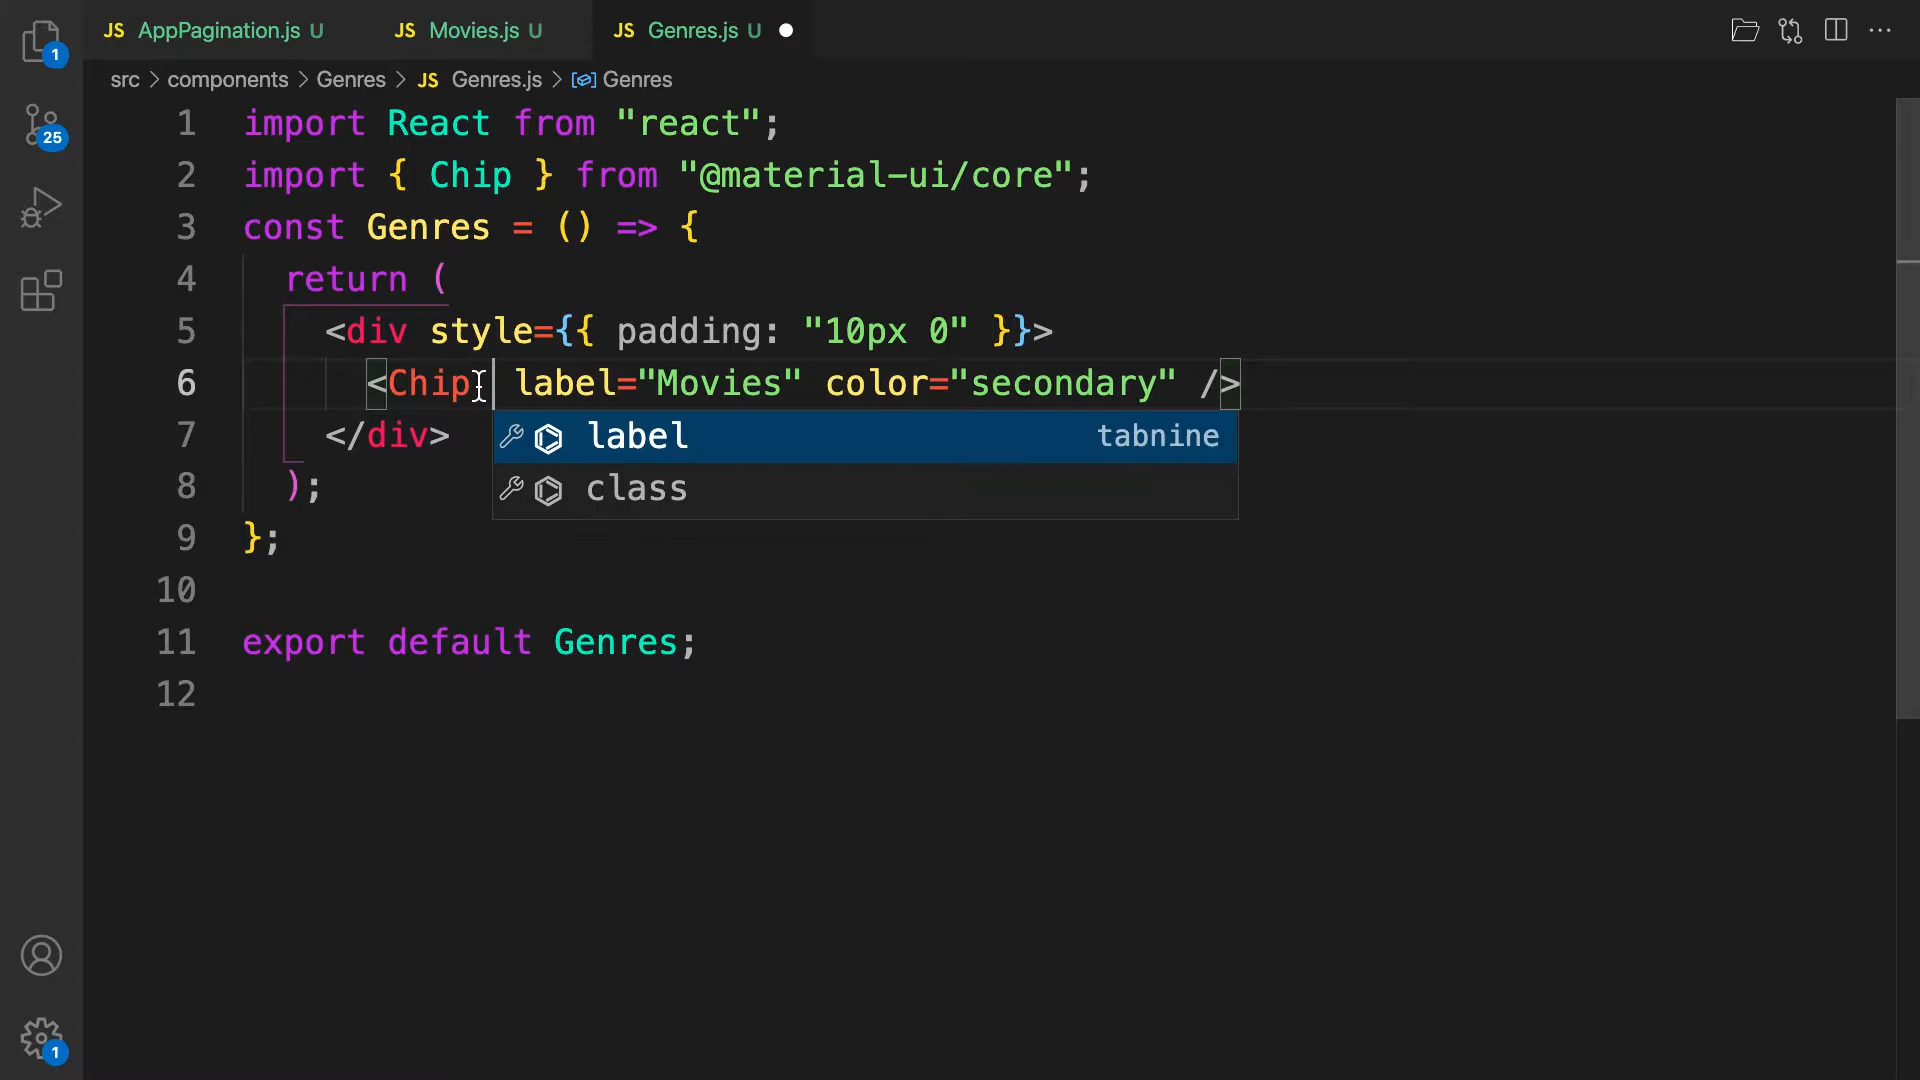 JS AppPagination.js U JS Movies.js U JS Genres.js U
1
src > components > Genres > JS Genres.js > Genres
25
1 import React from "react";
2 import { Chip } from "@material-ui/core";
3 const Genres = () => {
4 return (
5 <div style={{ padding: "10px 0" }}>
6 <Chip label="Movies" color="secondary" />
7 </div>
label tabnine
class
8 );
9 };
10
11 export default Genres;
12
1